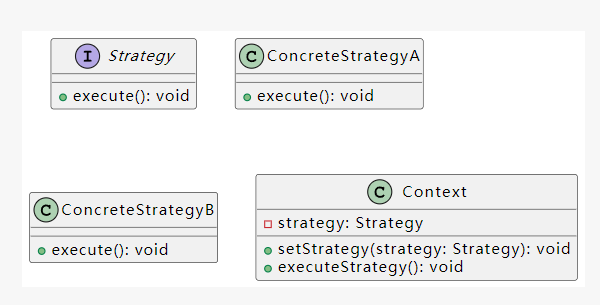 I Strategy
execute(): void
C ConcreteStrategyA
execute(): void
C ConcreteStrategyB
execute(): void
C Context
strategy: Strategy
setStrategy(strategy: Strategy): void
executeStrategy(): void